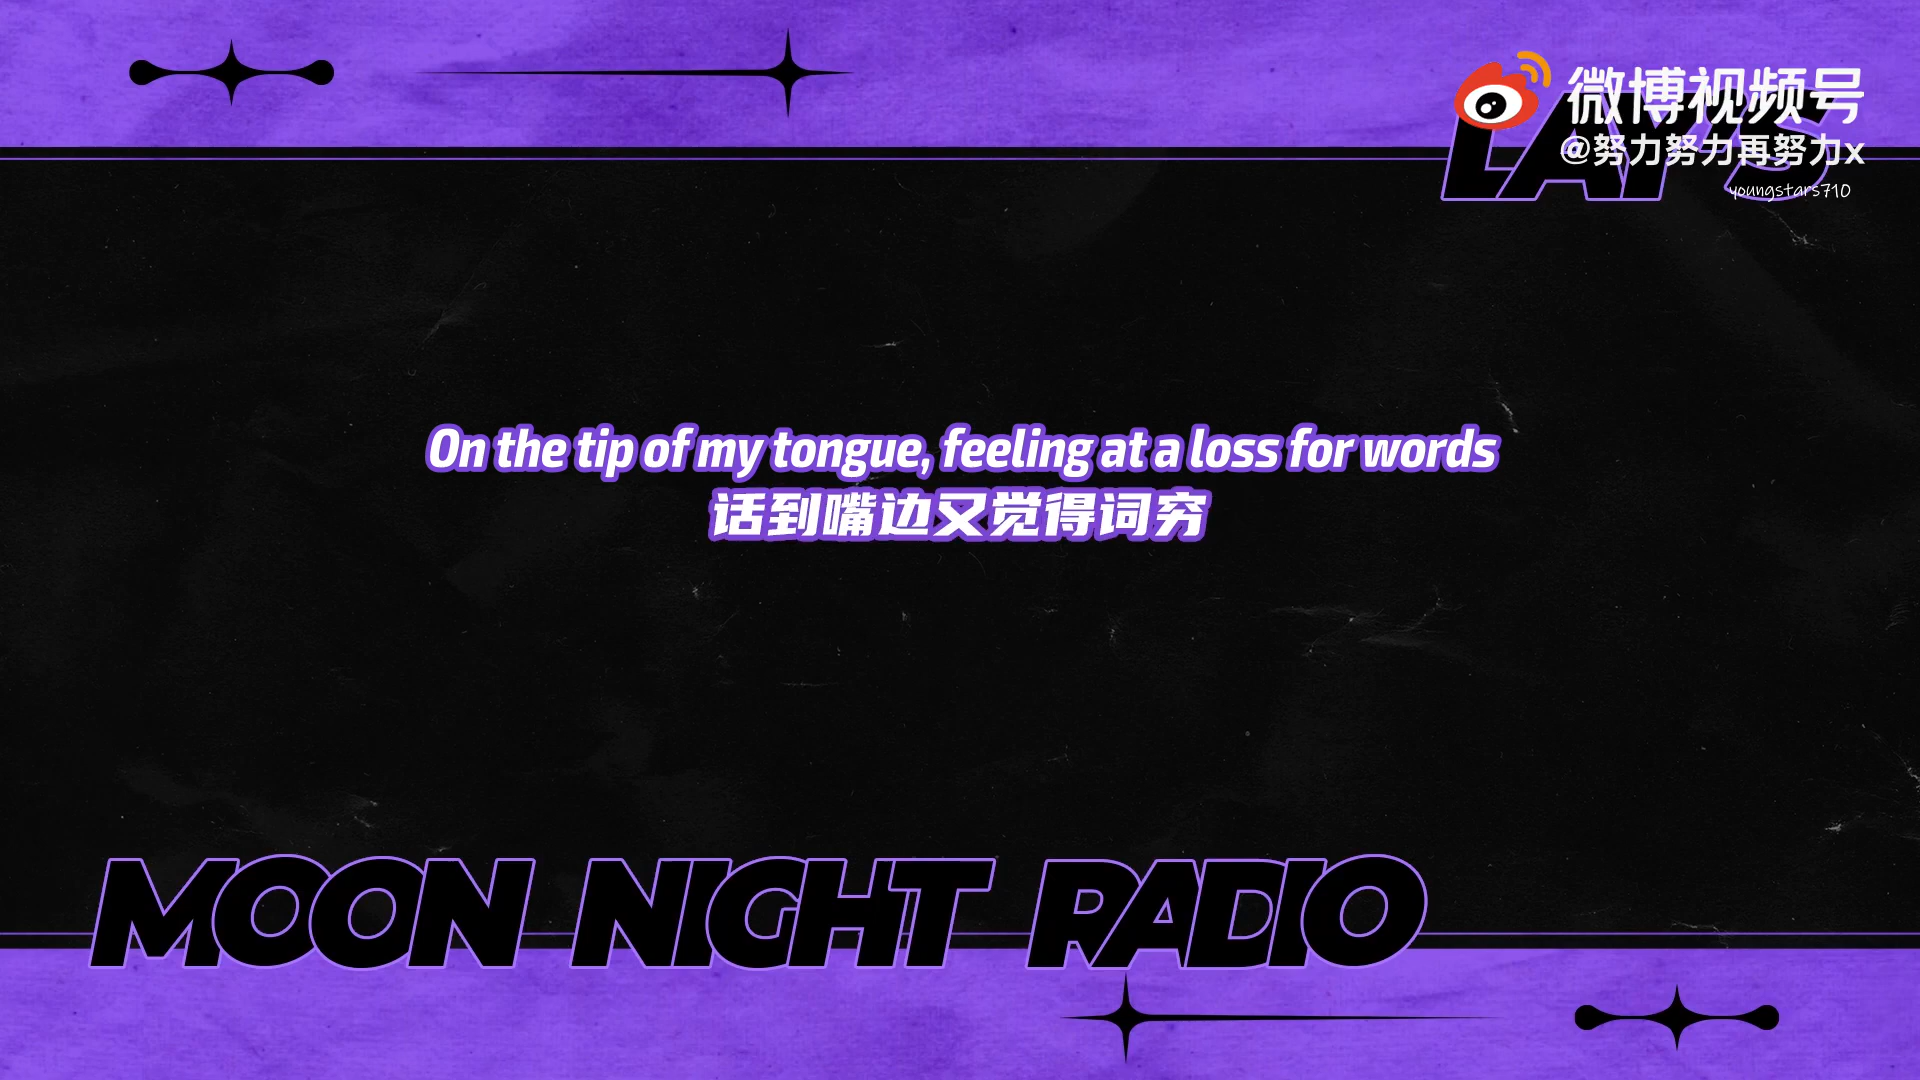 微博视频号
LAY'S
@努力努力再努力x
youngstars710
On the tip of my tongue, feeling at a loss for words
话到嘴边又觉得词穷
MOON NIGHT RADIO